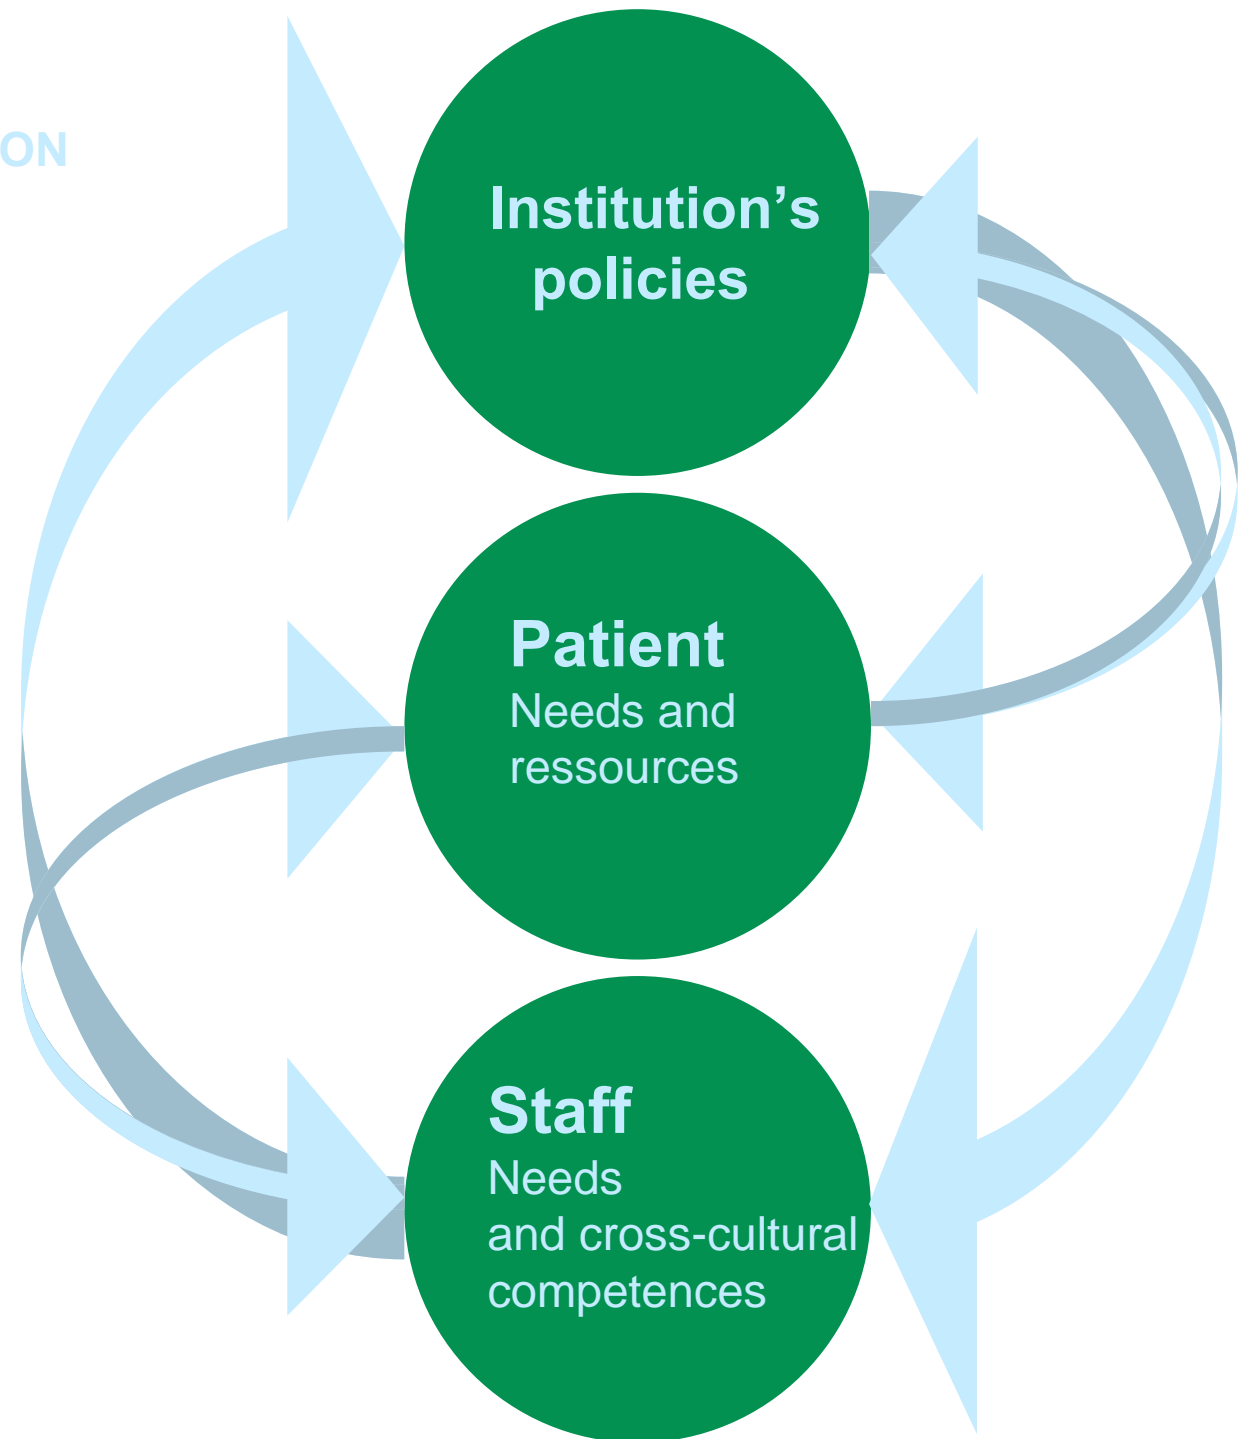 ON
Institution’s
policies
Patient
Needs and
ressources
Staff
Needs
and cross-cultural
competences